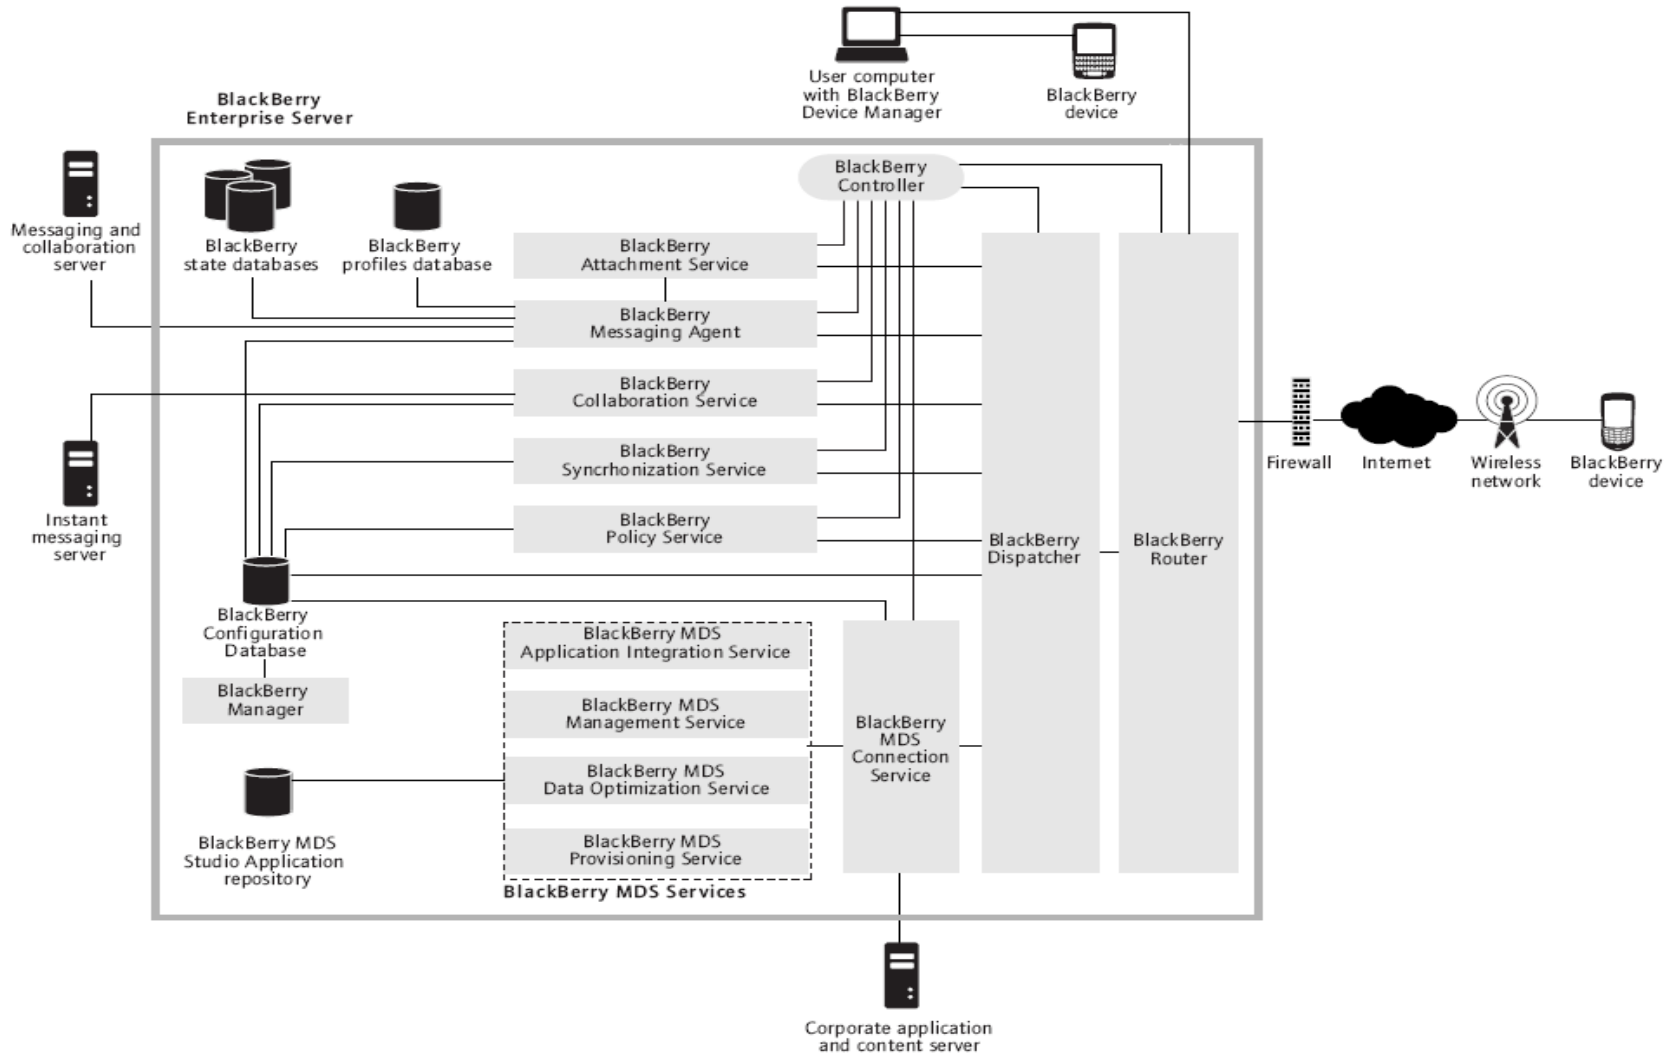 User computer
with BlackBerry
Device Manager
BlackBerry
device
BlackBerry
Enterprise Server
Messaging and
collaboration
server
BlackBerry
state databases
BlackBerry
profiles database
BlackBerry
Controller
BlackBerry
Attachment Service
BlackBerry
Messaging Agent
BlackBerry
Collaboration Service
BlackBerry
Syncrhonization Service
BlackBerry
Policy Service
Instant
messaging
server
BlackBerry
Dispatcher
BlackBerry
Router
Firewall
Internet
Wireless
network
BlackBerry
device
BlackBerry
Configuration
Database
BlackBerry
Manager
BlackBerry MDS
Application Integration Service
BlackBerry MDS
Management Service
BlackBerry MDS
Data Optimization Service
BlackBerry MDS
Provisioning Service
BlackBerry MDS Services
BlackBerry
MDS
Connection
Service
BlackBerry MDS
Studio Application
repository
Corporate application
and content server